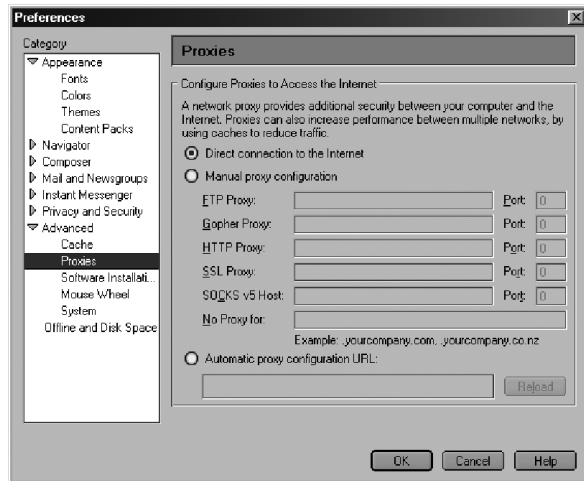 Preferences
Category
Appearance
Fonts
Colors
Themes
Content Packs
Navigator
Composer
Mail and Newsgroups
Instant Messenger
Privacy and Security
Advanced
Cache
Proxies
Software Installati...
Mouse Wheel
System
Offline and Disk Space
Proxies
Configure Proxies to Access the Internet
A network proxy provides additional security between your computer and the
Internet. Proxies can also increase performance between multiple networks, by
using caches to reduce traffic.
Direct connection to the Internet
Manual proxy configuration
FTP Proxy: Port: 0
Gopher Proxy: Port: 0
HTTP Proxy: Port: 0
SSL Proxy: Port: 0
SOCKS v5 Host: Port: 0
No Proxy for:
Example: .yourcompany.com, .yourcompany.co.nz
Automatic proxy configuration URL:
Reload
OK Cancel Help